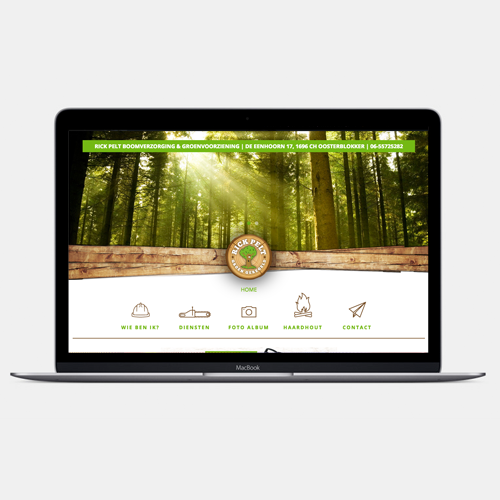 RICK PELT BOOMVERZORGING & GROENVOORZIENING | DE EENHOORN 17, 1696 CH OOSTERBLOKKER | 06-55725282
RICK PELT
HOME
WIE BEN IK?
DIENSTEN
FOTO ALBUM
HAARDHOUT
CONTACT
MacBook